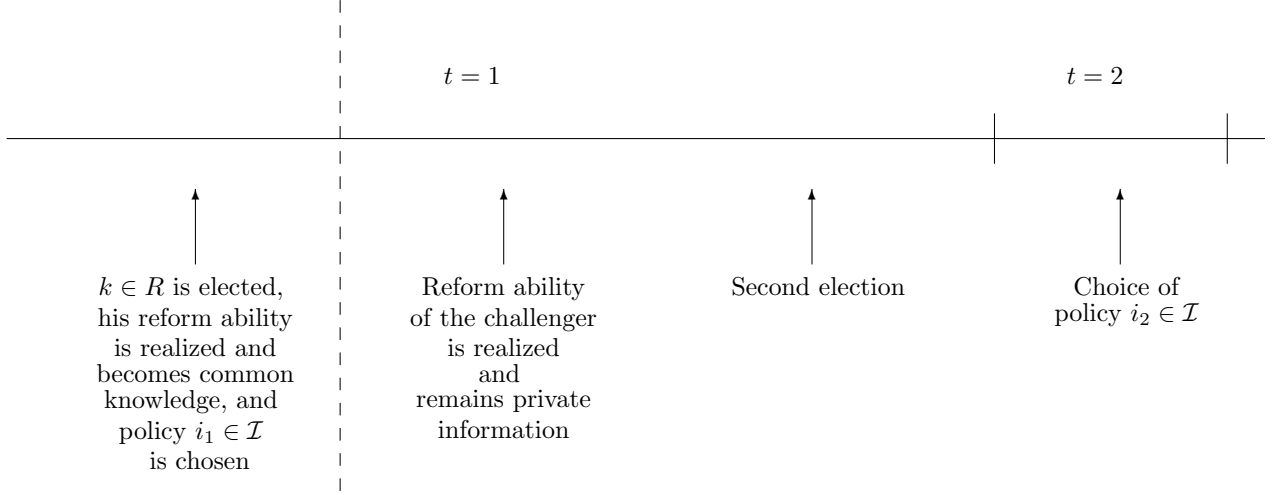 t = 1
t = 2
k ∈ R is elected,
his reform ability
is realized and
becomes common
knowledge, and
policy i₁ ∈ ℐ
is chosen
Reform ability
of the challenger
is realized
and
remains private
information
Second election
Choice of
policy i₂ ∈ ℐ